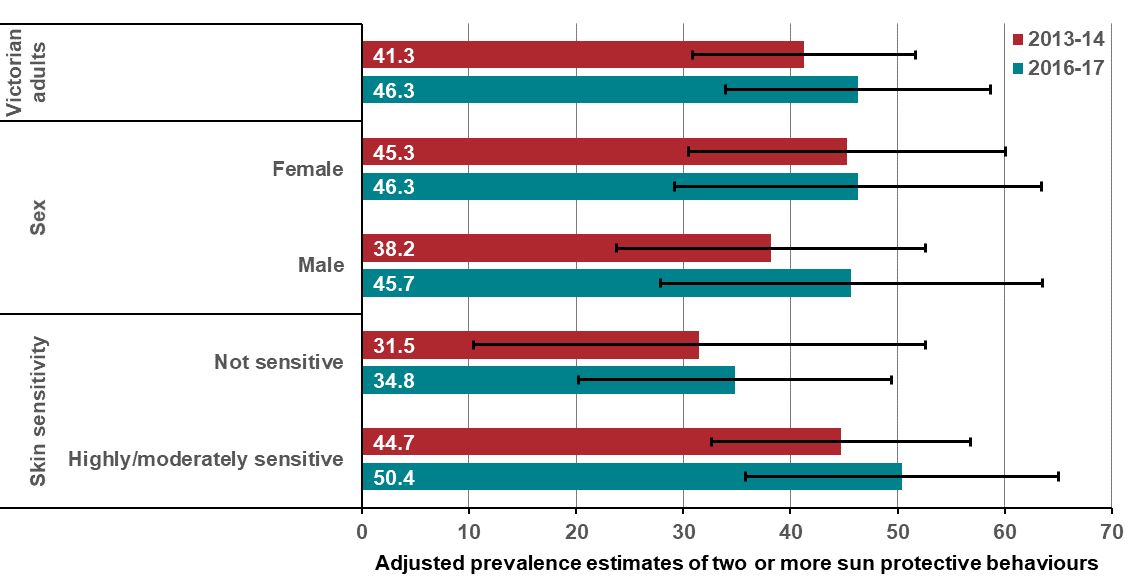 2013-14
2016-17
Victorian
adults
41.3
46.3
Sex
Female
45.3
46.3
Male
38.2
45.7
Skin sensitivity
Not sensitive
31.5
34.8
Highly/moderately sensitive
44.7
50.4
0 10 20 30 40 50 60 70
Adjusted prevalence estimates of two or more sun protective behaviours